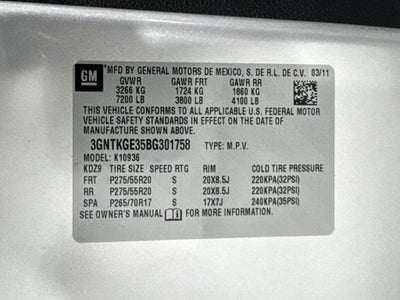 GM
MFD BY GENERAL MOTORS DE MEXICO, S. DE R.L. DE C.V. 03/11
GVWR GAWR FRT GAWR RR
3266 KG 1724 KG 1860 KG
7200 LB 3800 LB 4100 LB
THIS VEHICLE CONFORMS TO ALL APPLICABLE U.S. FEDERAL MOTOR
VEHICLE SAFETY STANDARDS IN EFFECT ON THE DATE OF
MANUFACTURE SHOWN ABOVE.
3GNTKGE35BG301758 TYPE: M.P.V.
MODEL: K10936
KDZ9 TIRE SIZE SPEED RTG RIM COLD TIRE PRESSURE
FRT P275/55R20 S 20X8.5J 220KPA(32PSI)
RR P275/55R20 S 20X8.5J 220KPA(32PSI)
SPA P265/70R17 S 17X7J 240KPA(35PSI)
SEE OWNER'S MANUAL FOR MORE INFORMATION.